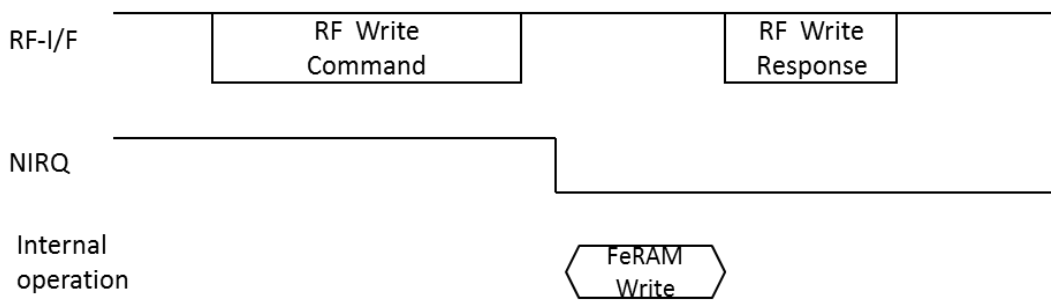 RF-I/F
RF Write
Command
RF Write
Response
NIRQ
Internal
operation
FeRAM
Write